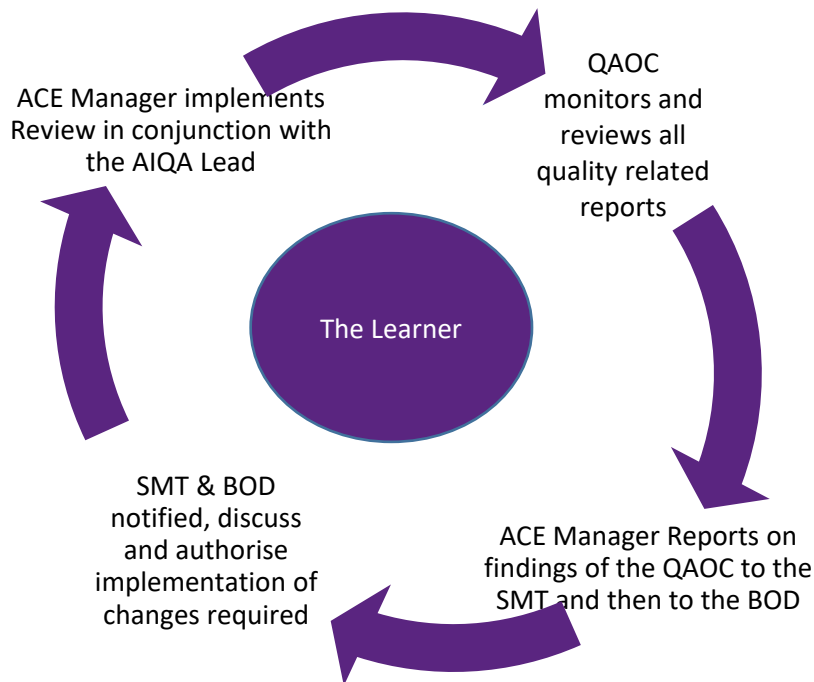 ACE Manager implements
Review in conjunction with
the AIQA Lead
QAOC
monitors and
reviews all
quality related
reports
The Learner
SMT & BOD
notified, discuss
and authorise
implementation of
changes required
ACE Manager Reports on
findings of the QAOC to the
SMT and then to the BOD